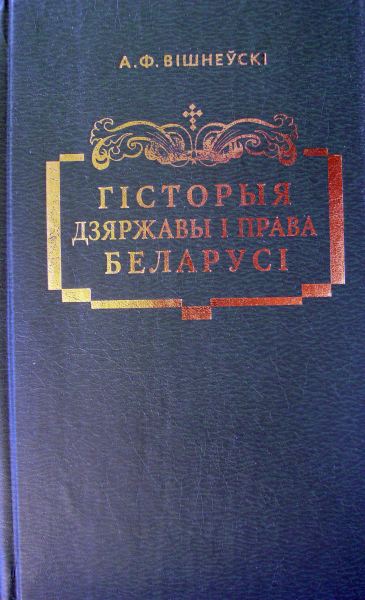 А.Ф.ВІШНЕЎСКІ
ГІСТОРЫЯ
ДЗЯРЖАВЫ І ПРАВА
БЕЛАРУСІ